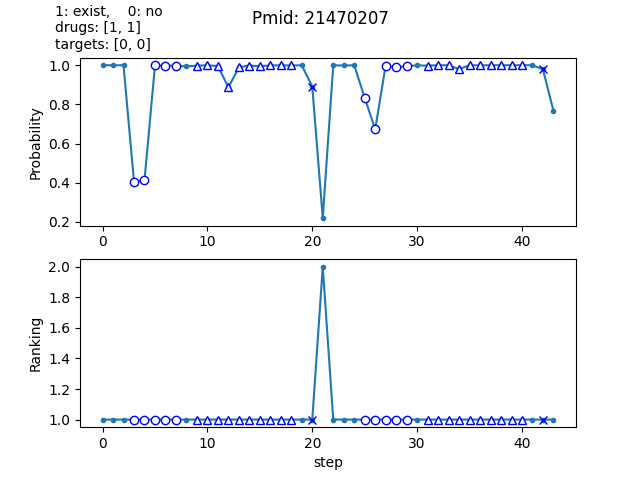 1: exist,    0: no
drugs: [1, 1]
targets: [0, 0]
Pmid: 21470207
1.0
0.8
0.6
0.4
0.2
Probability
0 10 20 30 40
2.0
1.8
1.6
1.4
1.2
1.0
Ranking
0 10 20 30 40
step